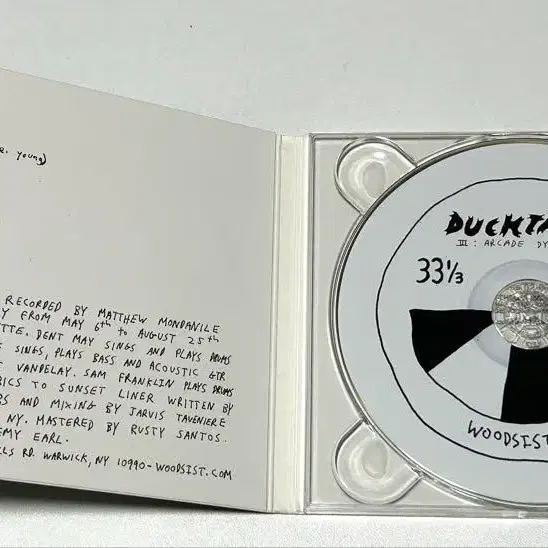 R. YOUNG)
RECORDED BY MATTHEW MONDANILE
Y FROM MAY 6th TO AUGUST 25th
TTE. DENT MAY SINGS AND PLAYS DRUMS
SINGS, PLAYS BASS AND ACOUSTIC GTR
VANDELAY. SAM FRANKLIN PLAYS DRUMS
RICS TO SUNSET LINER WRITTEN BY
BS AND MIXING BY JARVIS TAVENIERE
NY. MASTERED BY RUSTY SANTOS.
EMY EARL.
LLS RD. WARWICK, NY 10990-WOODSIST.COM
DUCKTA
III: ARCADE DY
33 1/3
WOODSIST